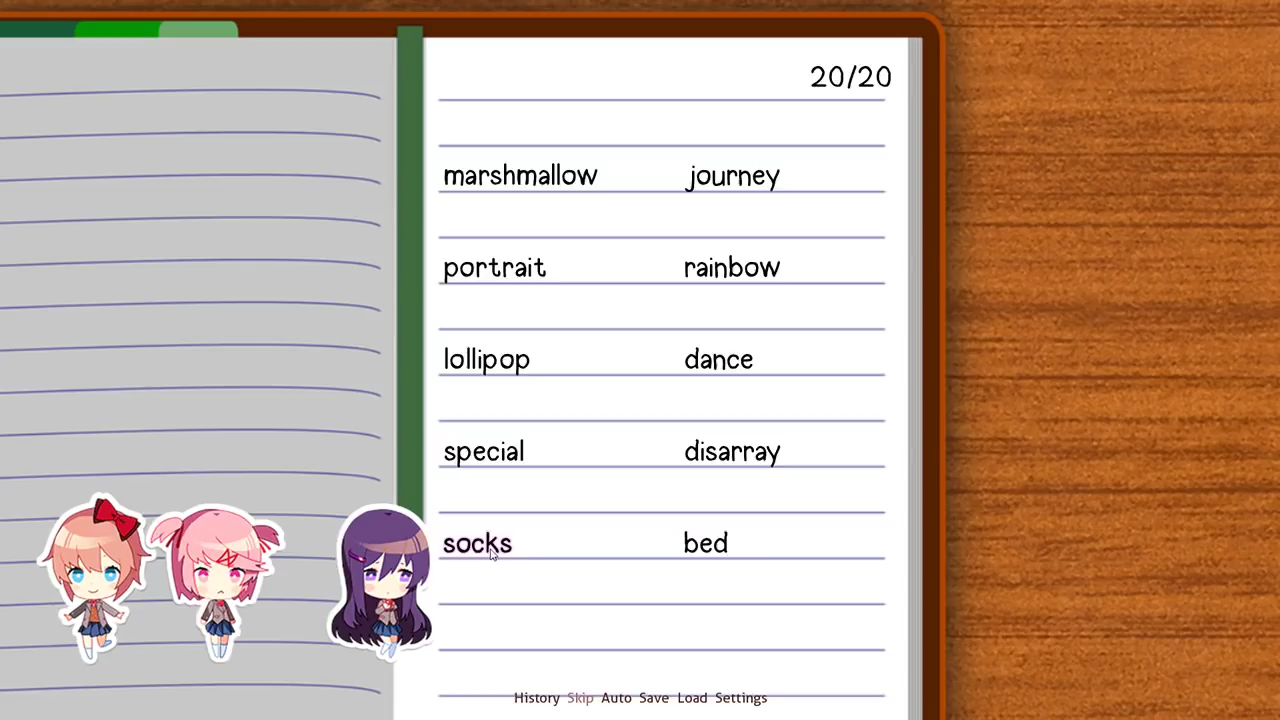 20/20
marshmallow journey
portrait rainbow
lollipop dance
special disarray
socks bed
History Skip Auto Save Load Settings